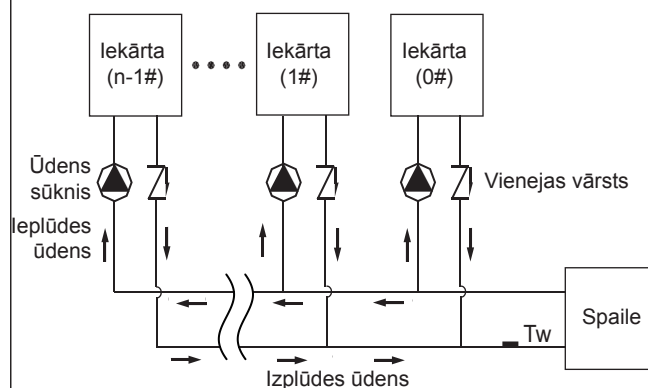 Iekārta
(n-1#)
Iekārta
(1#)
Iekārta
(0#)
Ūdens
sūknis
Vienejas vārsts
Ieplūdes
ūdens
Spaile
Tw
Izplūdes ūdens